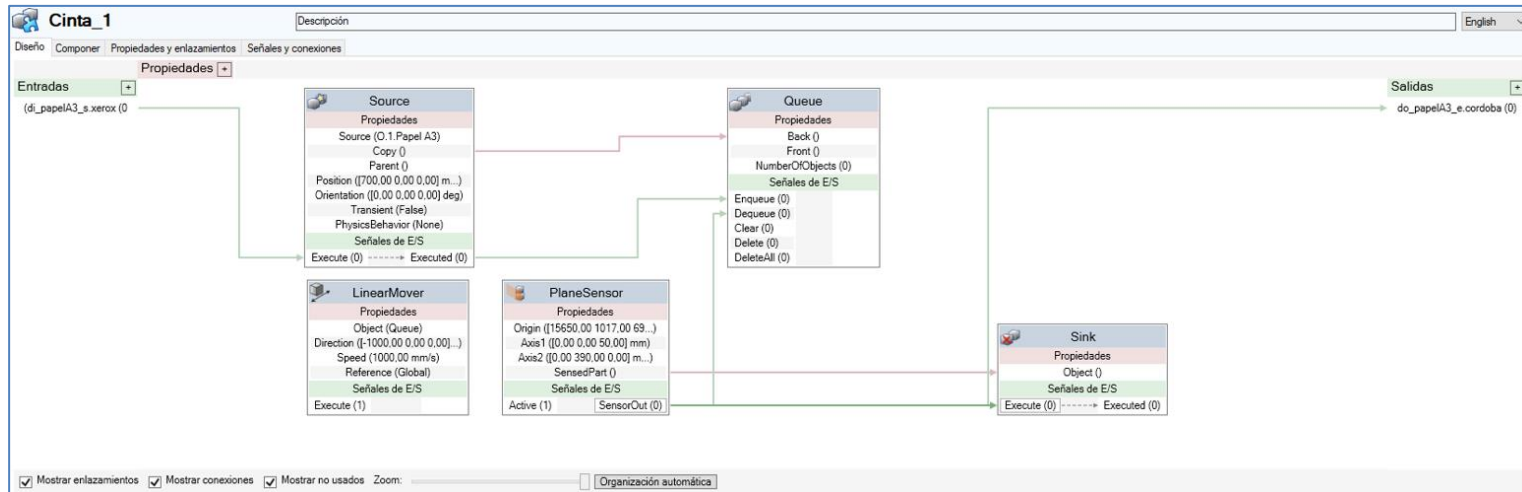 Cinta_1
Descripción
English
Diseño Componer Propiedades y enlazamientos Señales y conexiones
Propiedades +
Entradas +
(di_papelA3_s.xerox (0
Salidas +
do_papelA3_e.cordoba (0)
Source
Propiedades
Source (O.1.Papel A3)
Copy ()
Parent ()
Position ([700,00 0,00 0,00] m...)
Orientation ([0,00 0,00 0,00] deg)
Transient (False)
PhysicsBehavior (None)
Señales de E/S
Execute (0) Executed (0)
Queue
Propiedades
Back ()
Front ()
NumberOfObjects (0)
Señales de E/S
Enqueue (0)
Dequeue (0)
Clear (0)
Delete (0)
DeleteAll (0)
LinearMover
Propiedades
Object (Queue)
Direction ([-1000,00 0,00 0,00]...)
Speed (1000,00 mm/s)
Reference (Global)
Señales de E/S
Execute (1)
PlaneSensor
Propiedades
Origin ([15650,00 1017,00 69...)
Axis1 ([0,00 0,00 50,00] mm)
Axis2 ([0,00 390,00 0,00] m...)
SensedPart ()
Señales de E/S
Active (1) SensorOut (0)
Sink
Propiedades
Object ()
Señales de E/S
Execute (0) Executed (0)
Mostrar enlazamientos Mostrar conexiones Mostrar no usados Zoom: Organización automática